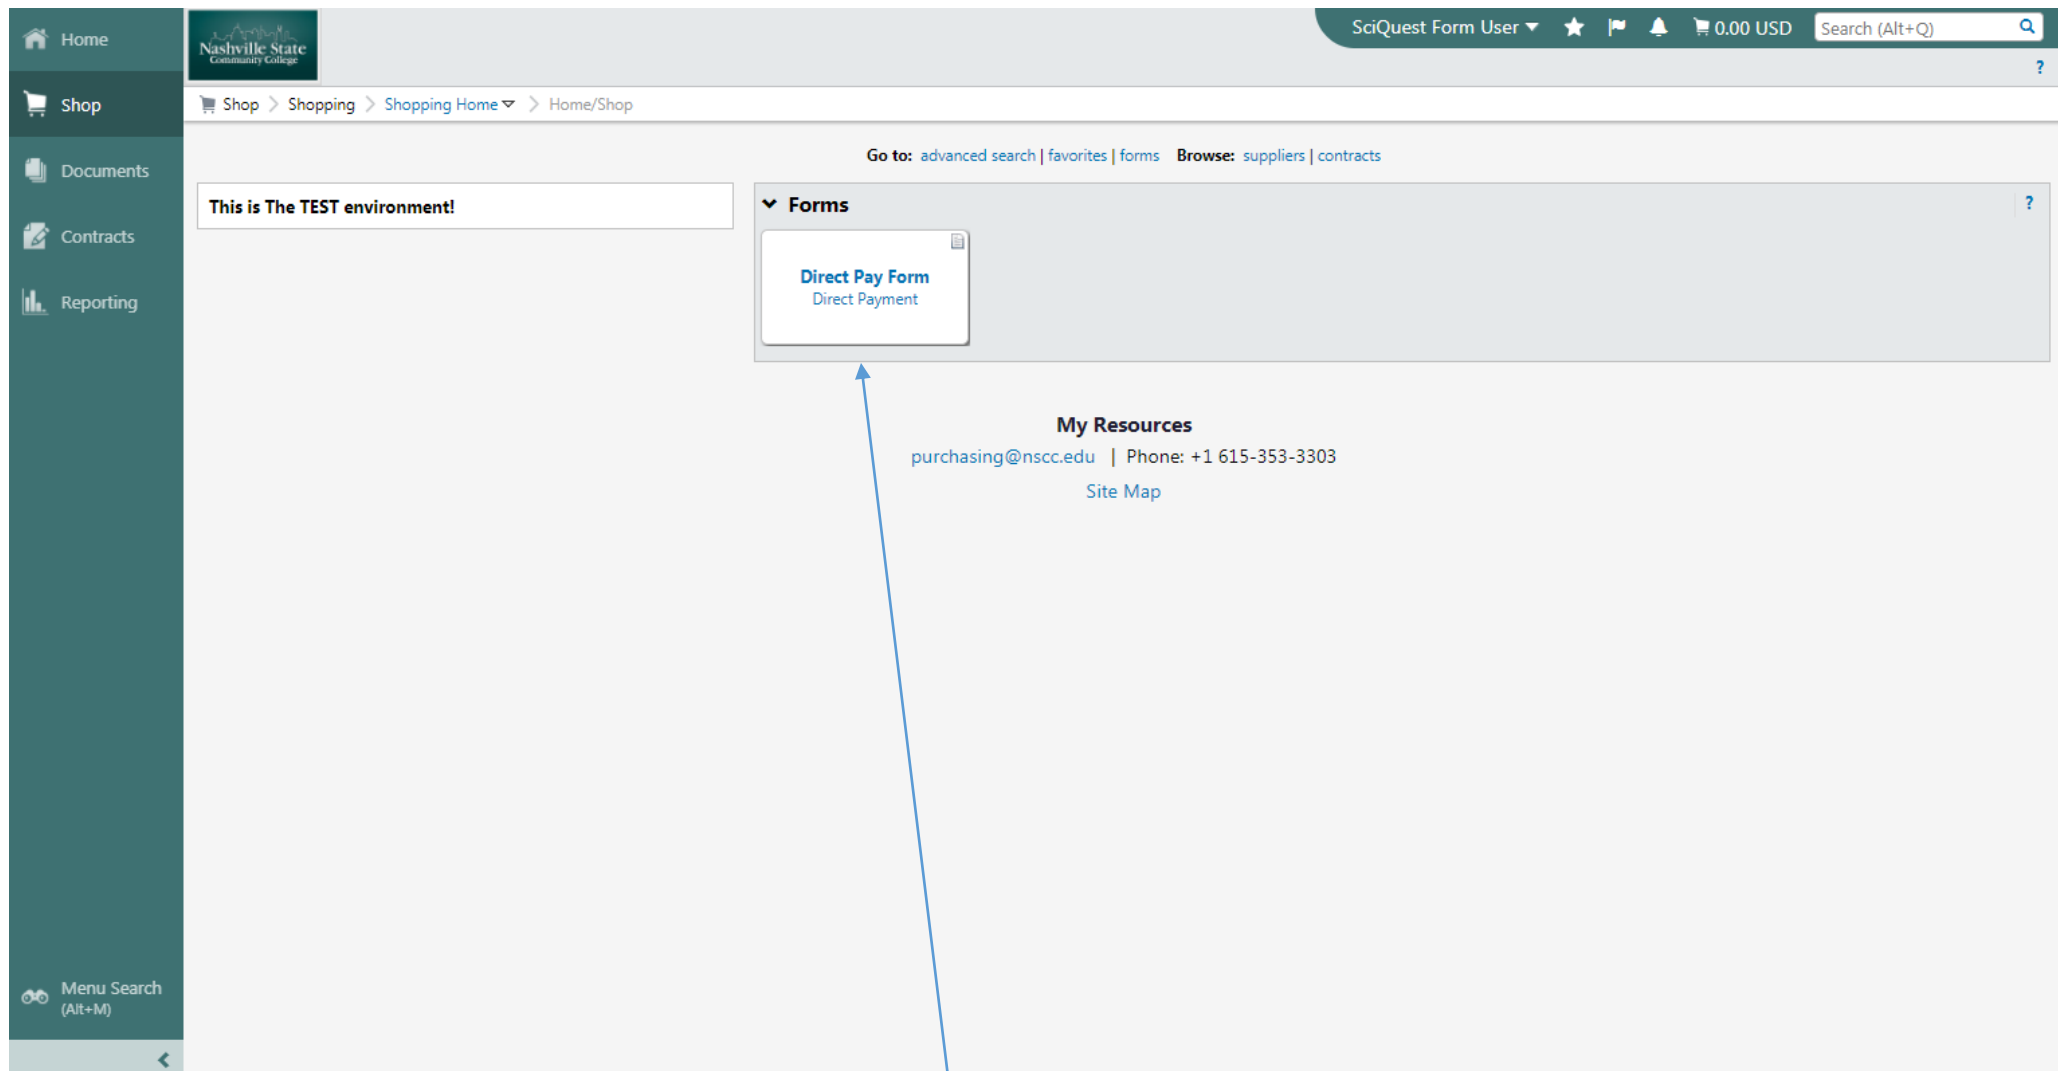 Home
Shop
Documents
Contracts
Reporting
Menu Search
(Alt+M)
Nashville State
Community College
SciQuest Form User 0.00 USD Search (Alt+Q)
?
Shop > Shopping > Shopping Home > Home/Shop
Go to: advanced search | favorites | forms Browse: suppliers | contracts
This is The TEST environment!
Forms ?
Direct Pay Form
Direct Payment
My Resources
purchasing@nscc.edu | Phone: +1 615-353-3303
Site Map